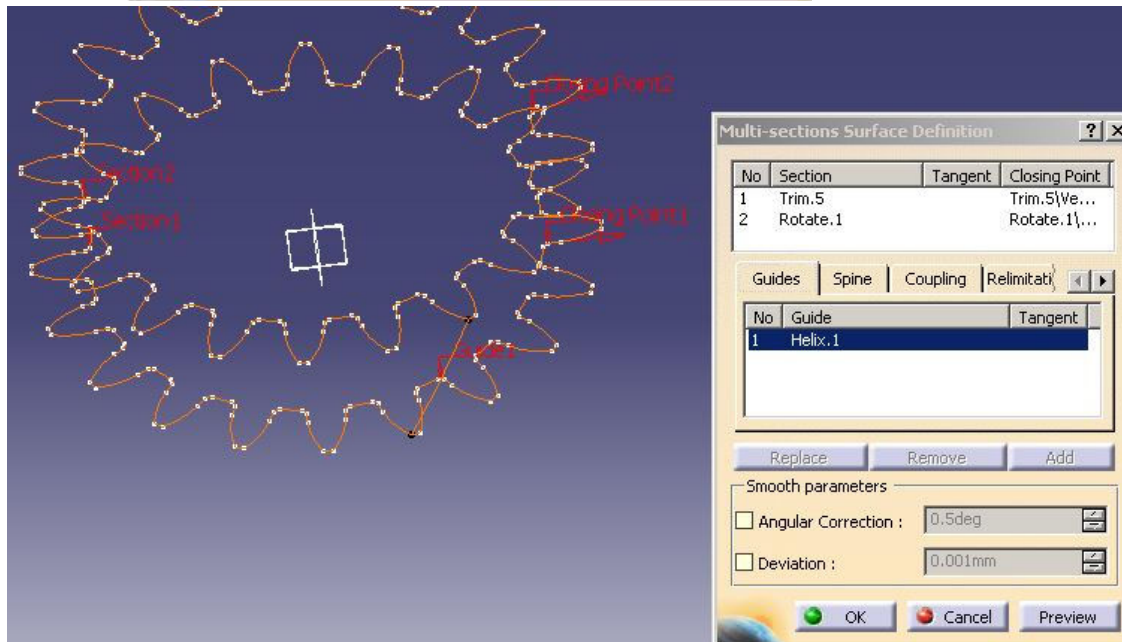 Closing Point2
Section2
Section1
Closing Point1
Guide1
Multi-sections Surface Definition
No Section Tangent Closing Point
1 Trim.5 Trim.5\Ve...
2 Rotate.1 Rotate.1\...
Guides Spine Coupling Relimitati
No Guide Tangent
1 Helix.1
Replace Remove Add
Smooth parameters
Angular Correction : 0.5deg
Deviation : 0.001mm
OK Cancel Preview